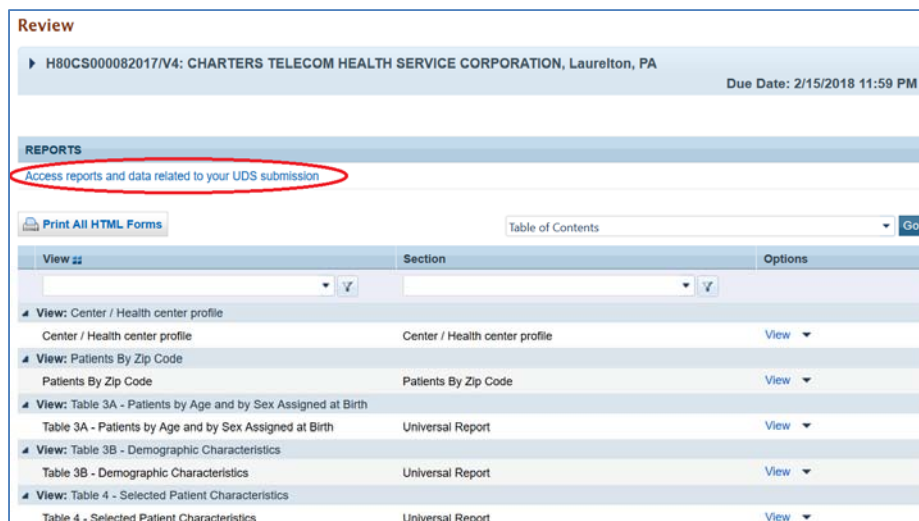 Review
H80CS000082017/V4: CHARTERS TELECOM HEALTH SERVICE CORPORATION, Laurelton, PA
Due Date: 2/15/2018 11:59 PM
REPORTS
Access reports and data related to your UDS submission
Print All HTML Forms Table of Contents Go
View Section Options
View: Center / Health center profile
Center / Health center profile Center / Health center profile View
View: Patients By Zip Code
Patients By Zip Code Patients By Zip Code View
View: Table 3A - Patients by Age and by Sex Assigned at Birth
Table 3A - Patients by Age and by Sex Assigned at Birth Universal Report View
View: Table 3B - Demographic Characteristics
Table 3B - Demographic Characteristics Universal Report View
View: Table 4 - Selected Patient Characteristics
Table 4 - Selected Patient Characteristics Universal Report View